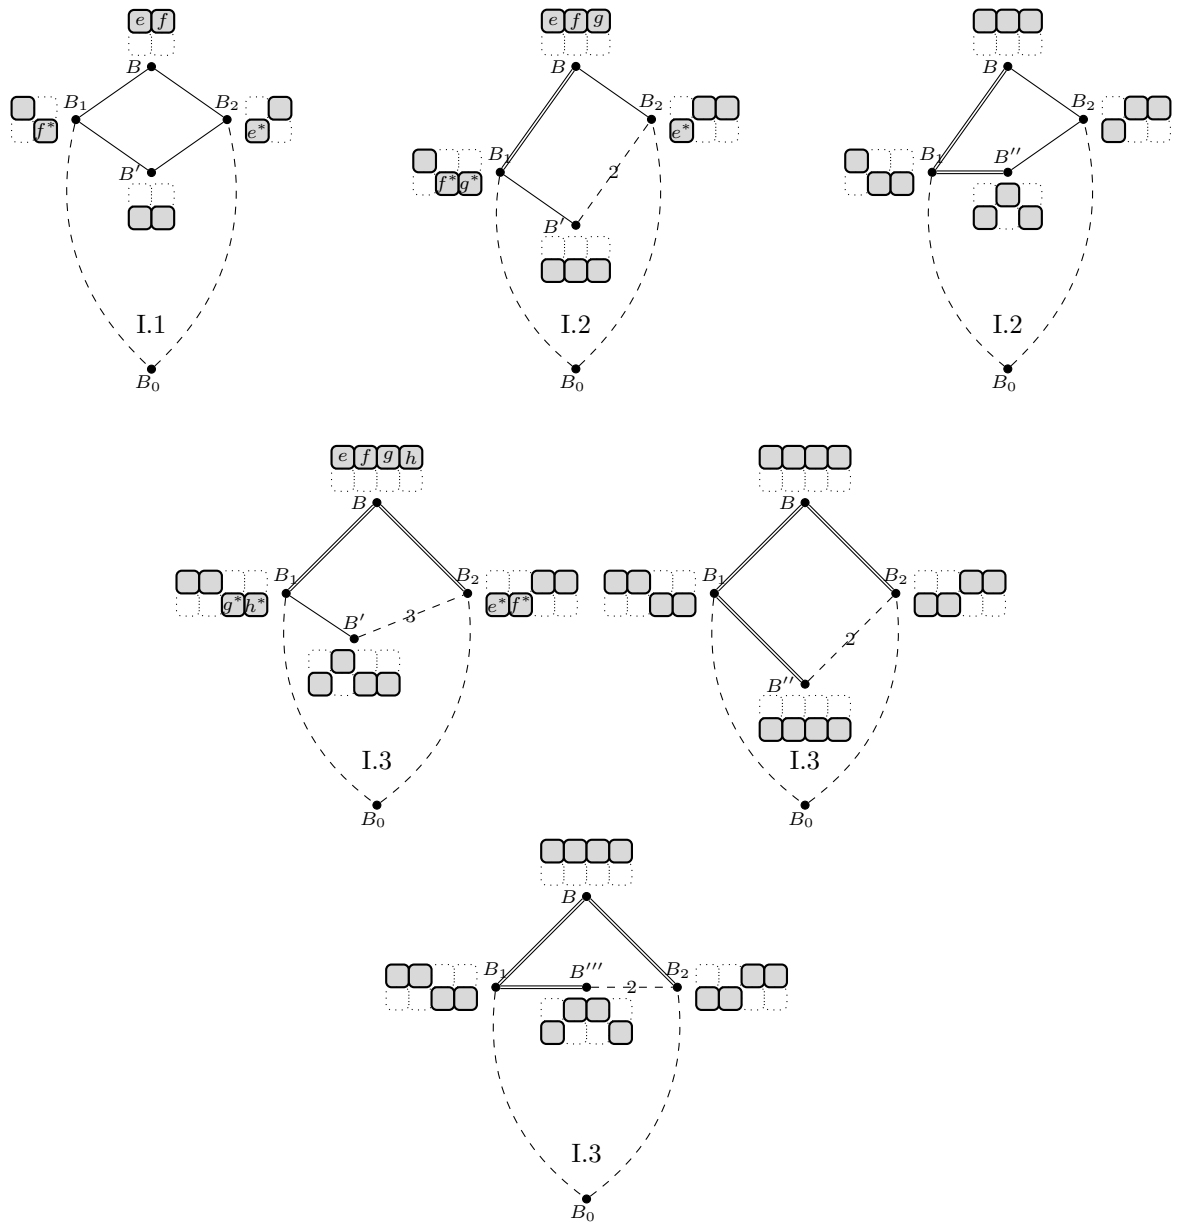 e f
B
B₁ f* B₂ e*
B′
I.1
B₀
e f g
B
B₂ e*
B₁ f* g* 2
B′
I.2
B₀
B
B₂
B₁ B′′
I.2
B₀
e f g h
B
B₁ g* h* B₂ e* f*
B′ 3
I.3
B₀
B
B₁ B₂
2
B′′
I.3
B₀
B
B₁ B′′′ 2 B₂
I.3
B₀